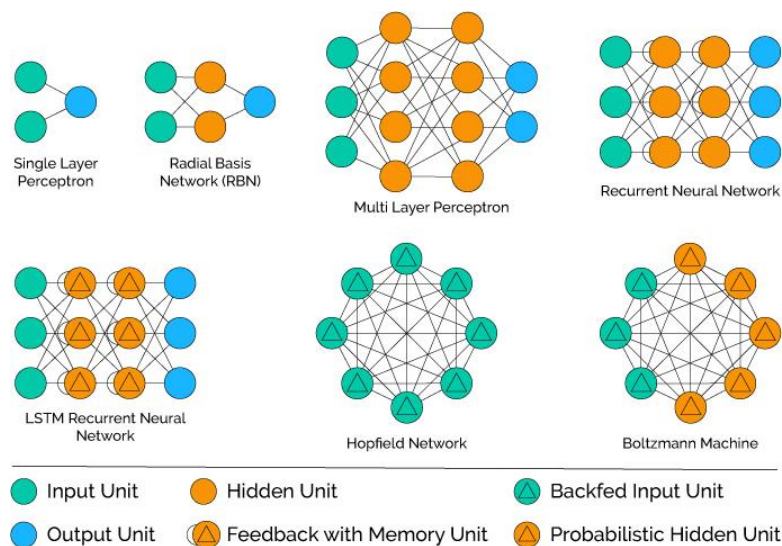 Single Layer
Perceptron
Radial Basis
Network (RBN)
Multi Layer Perceptron
Recurrent Neural Network
LSTM Recurrent Neural
Network
Hopfield Network
Boltzmann Machine
Input Unit
Hidden Unit
Backfed Input Unit
Output Unit
Feedback with Memory Unit
Probabilistic Hidden Unit